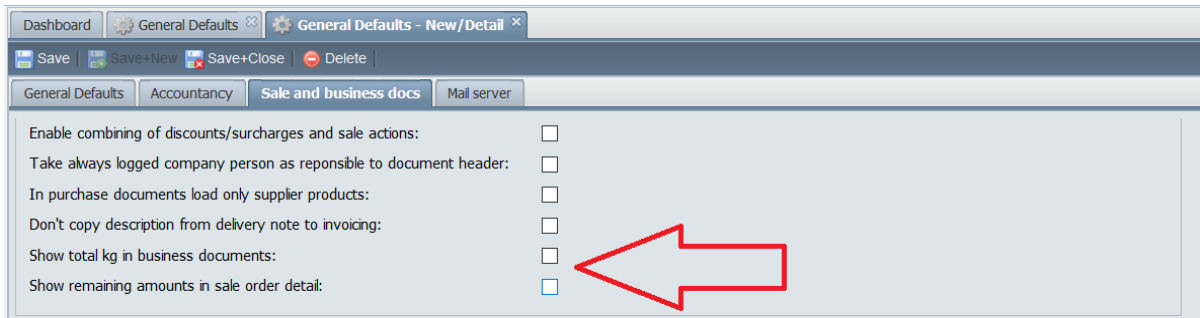 Dashboard General Defaults General Defaults - New/Detail
Save Save+New Save+Close Delete
General Defaults Accountancy Sale and business docs Mail server
Enable combining of discounts/surcharges and sale actions:
Take always logged company person as reponsible to document header:
In purchase documents load only supplier products:
Don't copy description from delivery note to invoicing:
Show total kg in business documents:
Show remaining amounts in sale order detail: